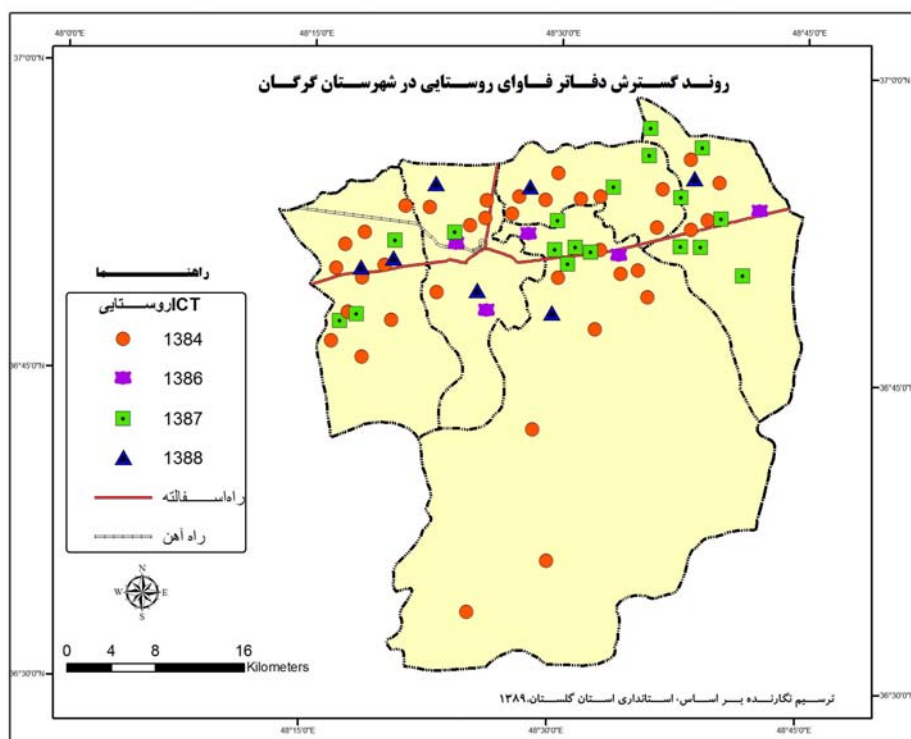 48°0'0"E 48°15'0"E 48°30'0"E 48°45'0"E
37°0'0"N 37°0'0"N
روند گسترش دفاتر فاوای روستایی در شهرستان گرگان
راهنما
ICTروستایی
1384
1386
1387
1388
راه اسفالته
راه آهن
36°45'0"N 36°45'0"N
N
W E
S
0 4 8 16
Kilometers
36°30'0"N 36°30'0"N
ترسیم نگارنده بر اساس: استانداری استان گلستان،۱۳۸۹
48°15'0"E 48°30'0"E 48°45'0"E